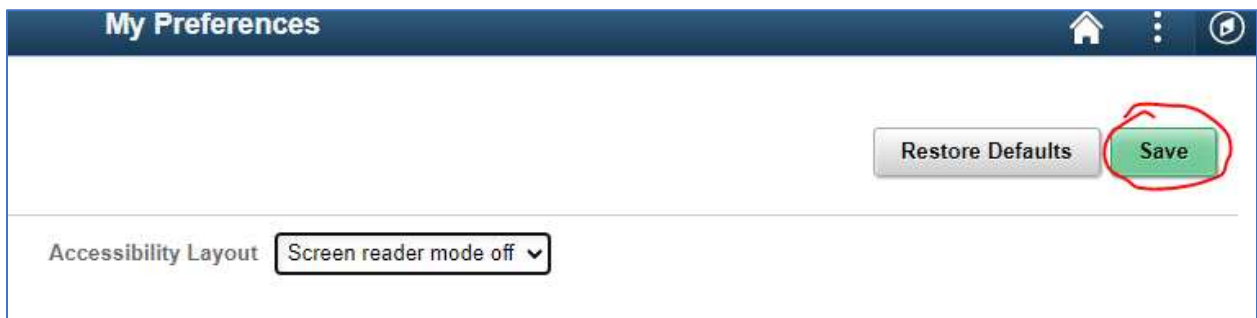 My Preferences
Restore Defaults Save
Accessibility Layout Screen reader mode off